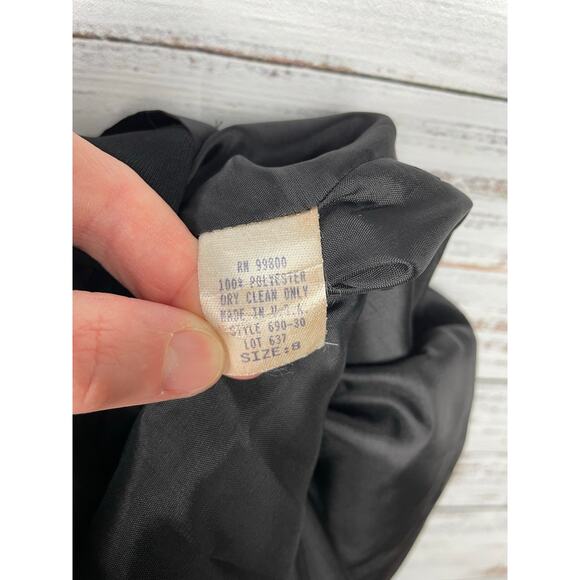 RN 99800
100% POLYESTER
DRY CLEAN ONLY
MADE IN U.S.A.
STYLE 690-30
LOT 637
SIZE:8